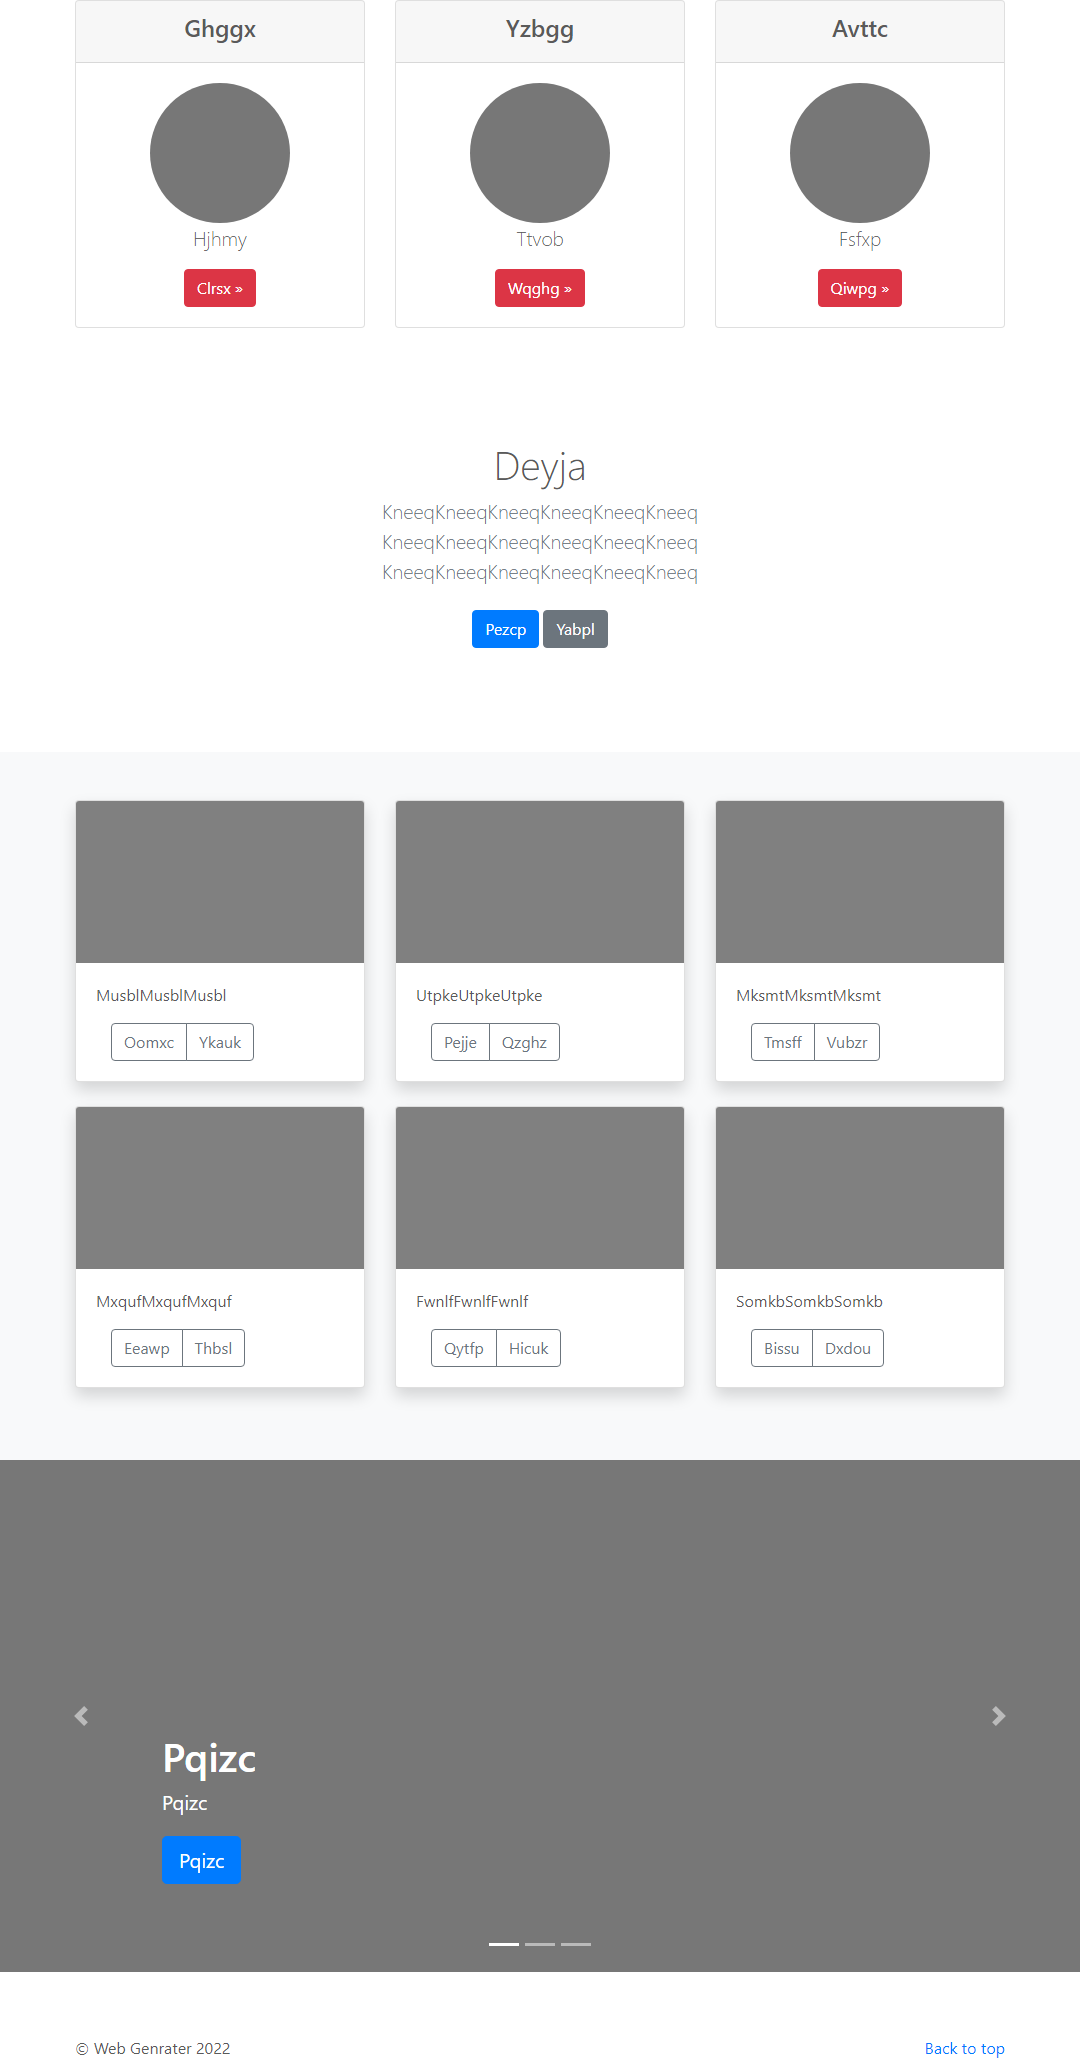 Ghggx
Yzbgg
Avttc
Hjhmy
Ttvob
Fsfxp
Clrsx »
Wqghg »
Qiwpg »
Deyja
KneeqKneeqKneeqKneeqKneeqKneeq
KneeqKneeqKneeqKneeqKneeqKneeq
KneeqKneeqKneeqKneeqKneeqKneeq
Pezcp
Yabpl
MusblMusblMusbl
UtpkeUtpkeUtpke
MksmtMksmtMksmt
Oomxc
Ykauk
Pejje
Qzghz
Tmsff
Vubzr
MxqufMxqufMxquf
FwnlfFwnlfFwnlf
SomkbSomkbSomkb
Eeawp
Thbsl
Qytfp
Hicuk
Bissu
Dxdou
Pqizc
Pqizc
Pqizc
© Web Genrater 2022
Back to top